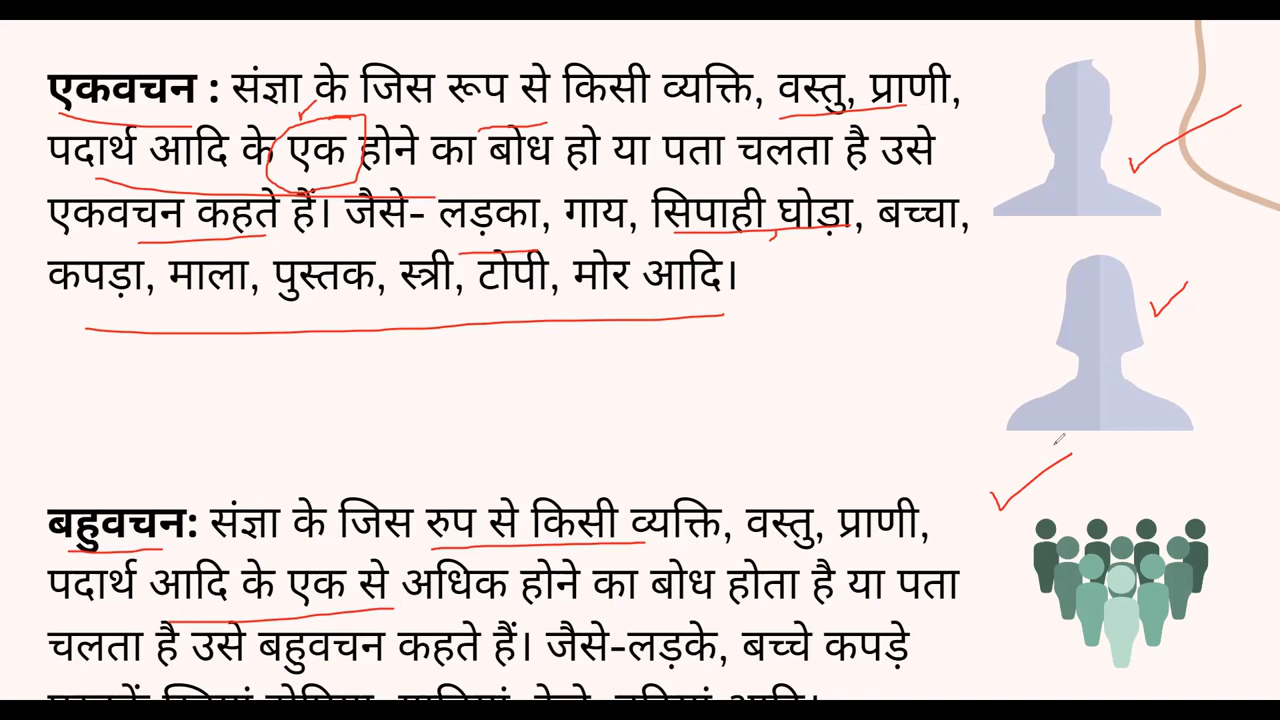 एकवचन : संज्ञा के जिस रूप से किसी व्यक्ति, वस्तु, प्राणी,
पदार्थ आदि के एक होने का बोध हो या पता चलता है उसे
एकवचन कहते हैं। जैसे- लड़का, गाय, सिपाही घोड़ा, बच्चा,
कपड़ा, माला, पुस्तक, स्त्री, टोपी, मोर आदि।
बहुवचन: संज्ञा के जिस रुप से किसी व्यक्ति, वस्तु, प्राणी,
पदार्थ आदि के एक से अधिक होने का बोध होता है या पता
चलता है उसे बहुवचन कहते हैं। जैसे-लड़के, बच्चे कपड़े
आदि।